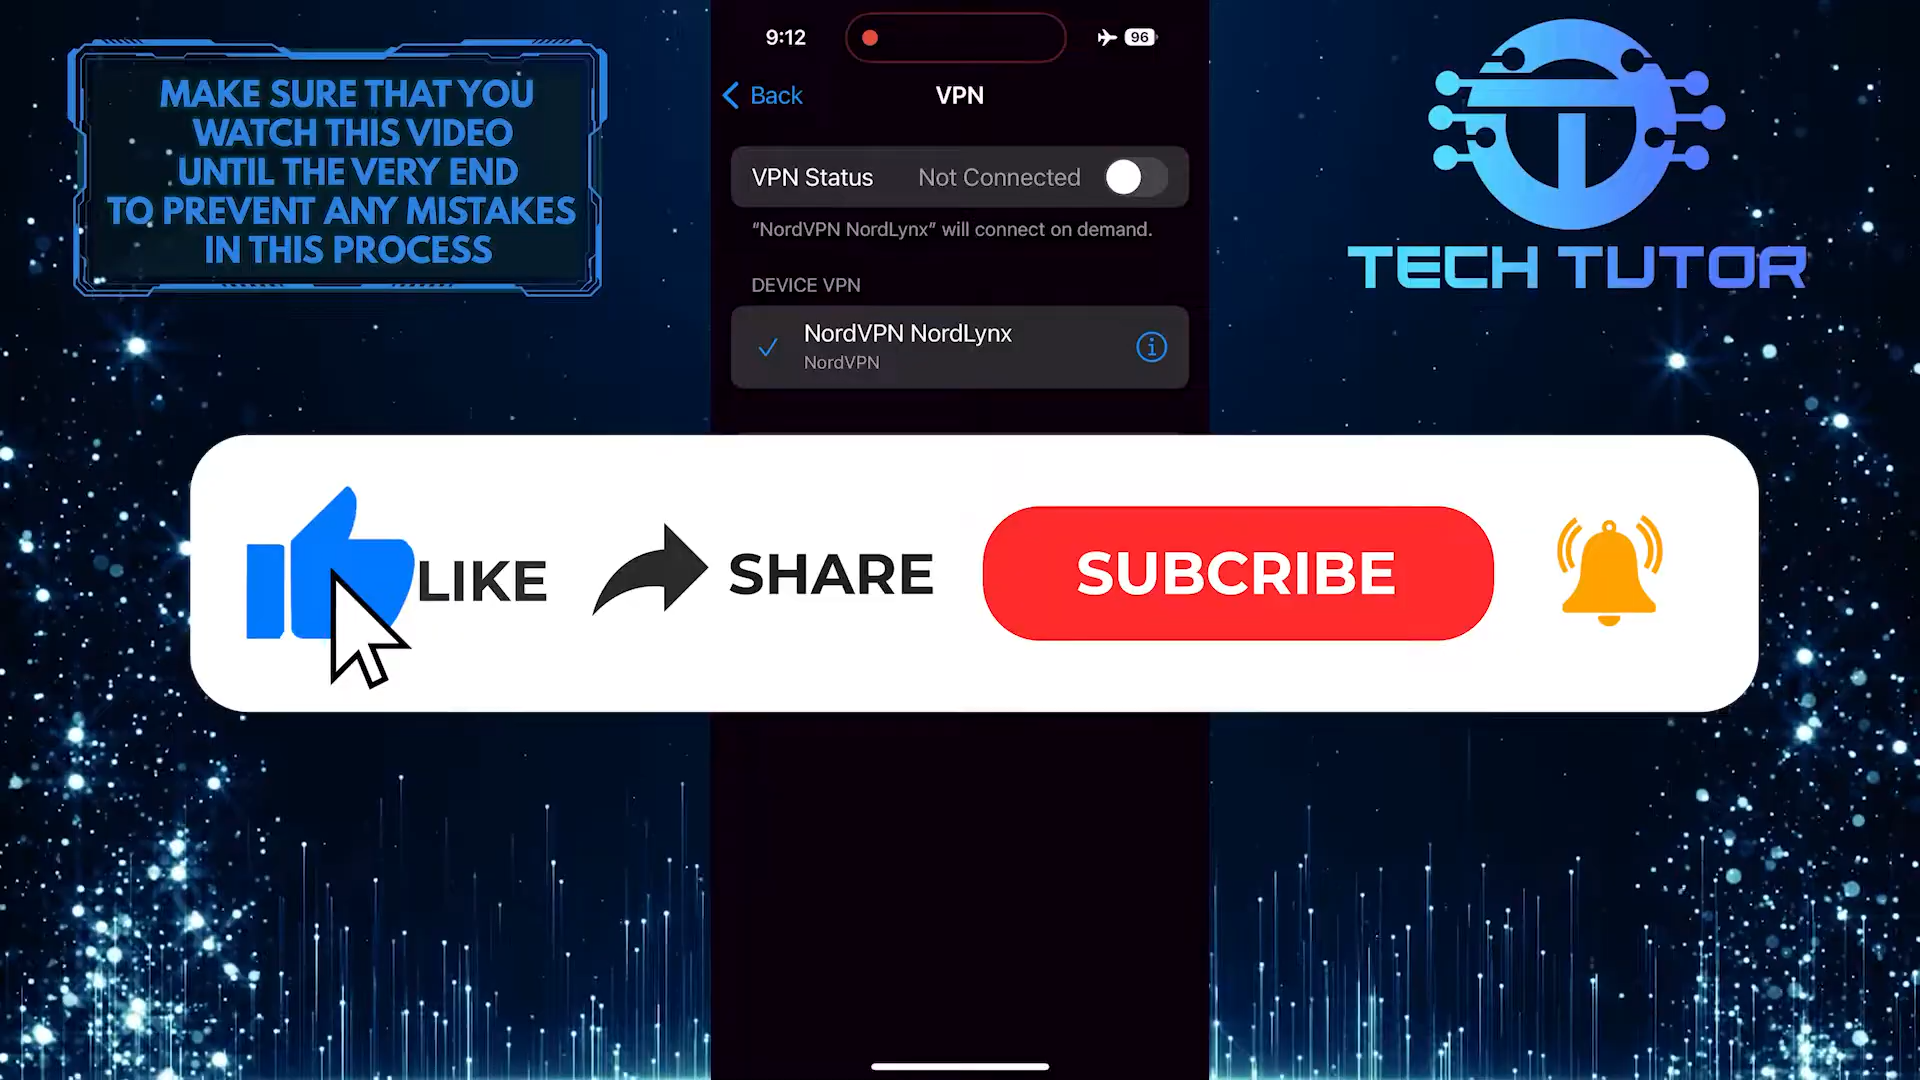 MAKE SURE THAT YOU
WATCH THIS VIDEO
UNTIL THE VERY END
TO PREVENT ANY MISTAKES
IN THIS PROCESS
9:12
96
Back
VPN
VPN Status
Not Connected
“NordVPN NordLynx” will connect on demand.
DEVICE VPN
NordVPN NordLynx
NordVPN
TECH TUTOR
LIKE
SHARE
SUBCRIBE